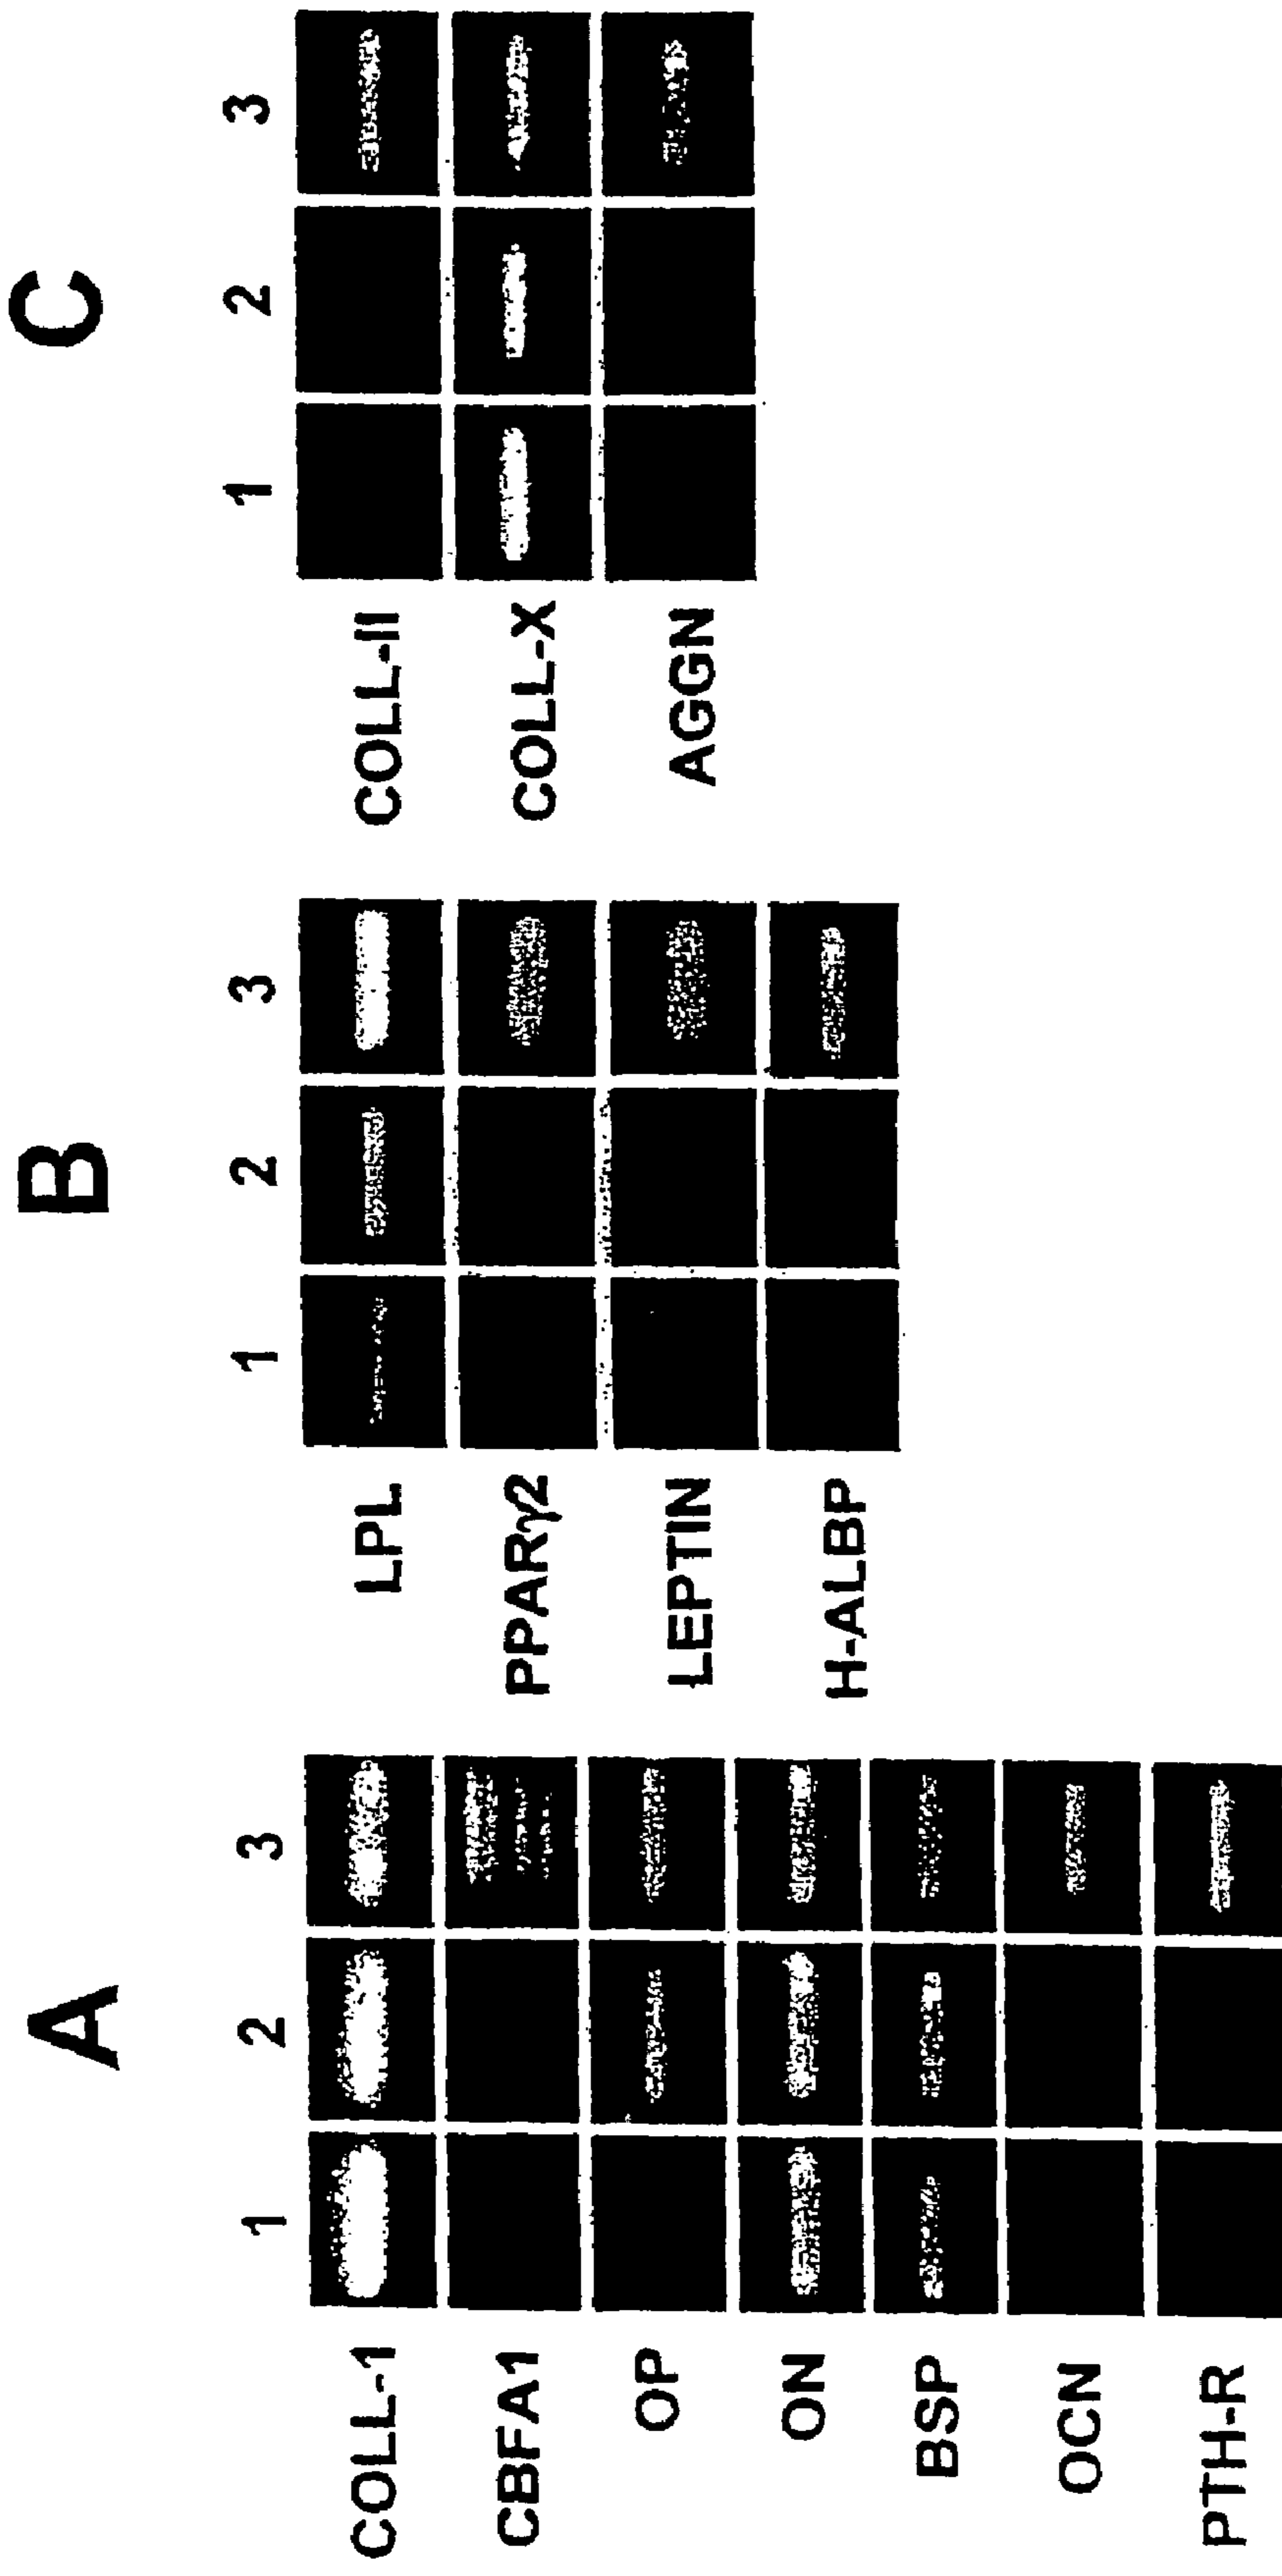 A
1 2 3
COLL-1
CBFA1
OP
ON
BSP
OCN
PTH-R
B
1 2 3
LPL
PPARγ2
LEPTIN
H-ALBP
C
1 2 3
COLL-II
COLL-X
AGGN